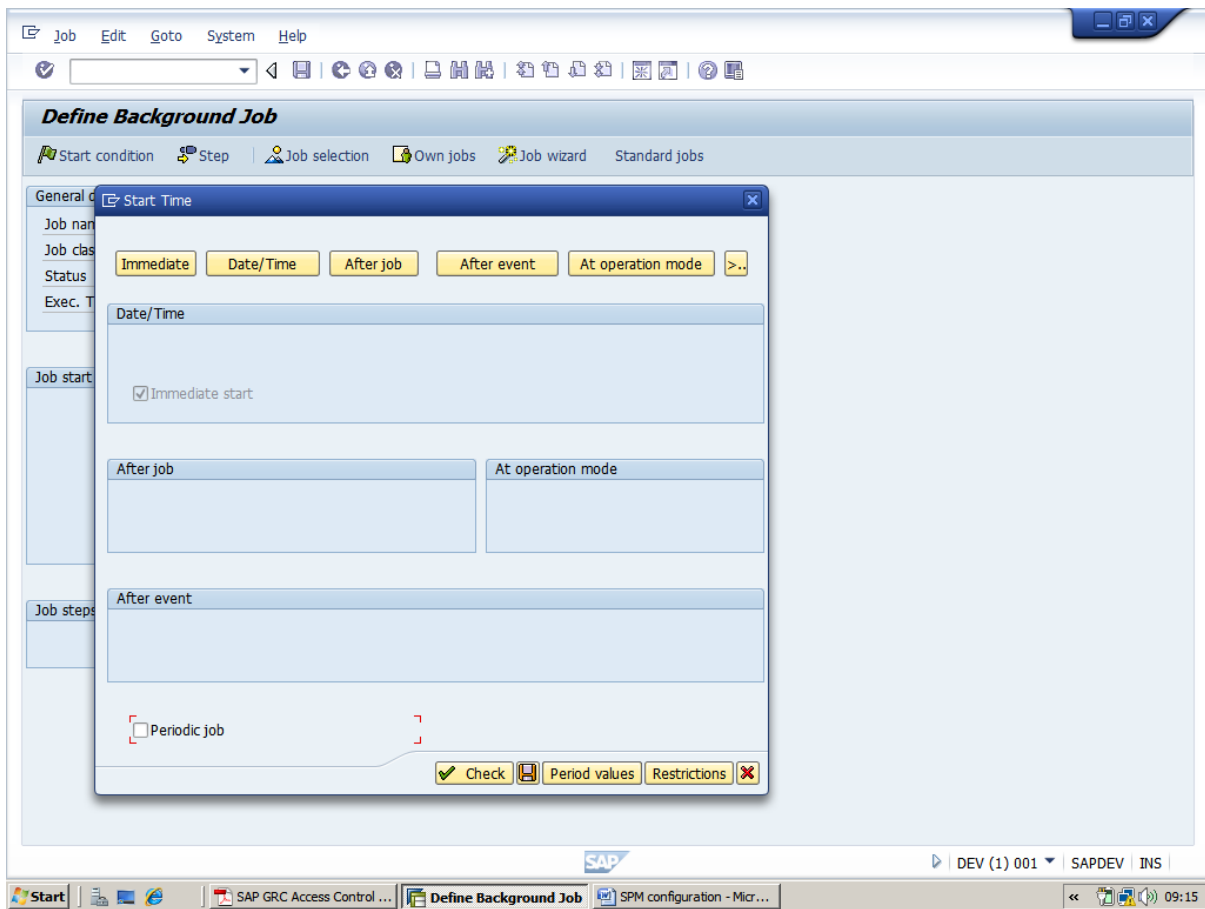 Job Edit Goto System Help
Define Background Job
Start condition Step Job selection Own jobs Job wizard Standard jobs
General d
Start Time
Job nam
Job clas
Status
Exec. T
Immediate Date/Time After job After event At operation mode >..
Date/Time
Job start
Immediate start
After job At operation mode
After event
Job steps
Periodic job
Check Period values Restrictions
SAP
DEV (1) 001 SAPDEV INS
Start SAP GRC Access Control ... Define Background Job SPM configuration - Micr... « 09:15